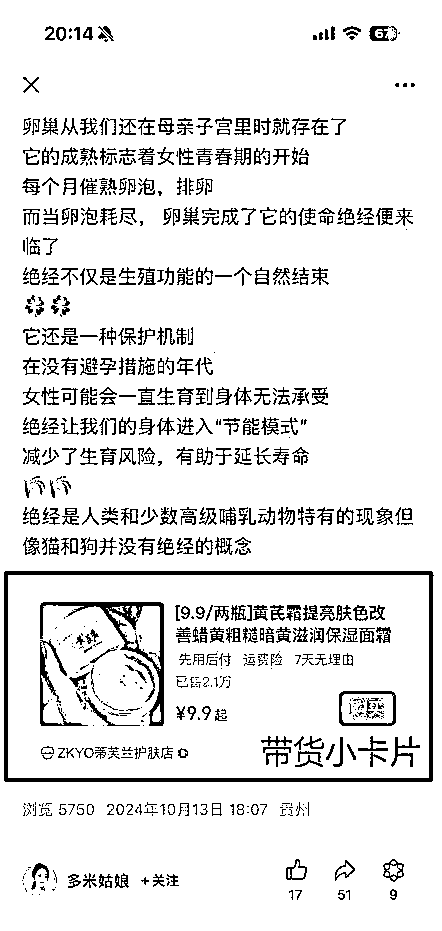 20:14
67
卵巢从我们还在母亲子宫里时就存在了
它的成熟标志着女性青春期的开始
每个月催熟卵泡，排卵
而当卵泡耗尽， 卵巢完成了它的使命绝经便来
临了
绝经不仅是生殖功能的一个自然结束
它还是一种保护机制
在没有避孕措施的年代
女性可能会一直生育到身体无法承受
绝经让我们的身体进入“节能模式”
减少了生育风险，有助于延长寿命
绝经是人类和少数高级哺乳动物特有的现象但
像猫和狗并没有绝经的概念
[9.9/两瓶]黄芪霜提亮肤色改
善蜡黄粗糙暗黄滋润保湿面霜
先用后付 运费险 7天无理由
已售2.1万
¥9.9起
ZKYO蒂芙兰护肤店
带货小卡片
浏览 5750 2024年10月13日 18:07 贵州
多米姑娘 +关注
17 51 9